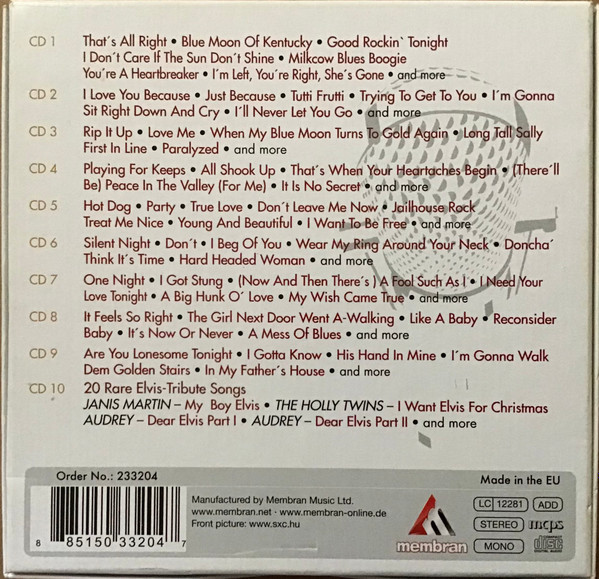 CD 1 That´s All Right • Blue Moon Of Kentucky • Good Rockin` Tonight
I Don´t Care If The Sun Don´t Shine • Milkcow Blues Boogie
You´re A Heartbreaker • I´m Left, You´re Right, She´s Gone • and more
CD 2 I Love You Because • Just Because • Tutti Frutti • Trying To Get To You • I´m Gonna
Sit Right Down And Cry • I´ll Never Let You Go • and more
CD 3 Rip It Up • Love Me • When My Blue Moon Turns To Gold Again • Long Tall Sally
First In Line • Paralyzed • and more
CD 4 Playing For Keeps • All Shook Up • That´s When Your Heartaches Begin • (There´ll
Be) Peace In The Valley (For Me) • It Is No Secret • and more
CD 5 Hot Dog • Party • True Love • Don´t Leave Me Now • Jailhouse Rock
Treat Me Nice • Young And Beautiful • I Want To Be Free • and more
CD 6 Silent Night • Don´t • I Beg Of You • Wear My Ring Around Your Neck • Doncha´
Think It´s Time • Hard Headed Woman • and more
CD 7 One Night • I Got Stung • (Now And Then There´s ) A Fool Such As I • I Need Your
Love Tonight • A Big Hunk O´ Love • My Wish Came True • and more
CD 8 It Feels So Right • The Girl Next Door Went A-Walking • Like A Baby • Reconsider
Baby • It´s Now Or Never • A Mess Of Blues • and more
CD 9 Are You Lonesome Tonight • I Gotta Know • His Hand In Mine • I´m Gonna Walk
Dem Golden Stairs • In My Father´s House • and more
CD 10 20 Rare Elvis-Tribute Songs
JANIS MARTIN – My Boy Elvis • THE HOLLY TWINS – I Want Elvis For Christmas
AUDREY – Dear Elvis Part I • AUDREY – Dear Elvis Part II • and more
Order No.: 233204
Made in the EU
8 85150 33204 7
Manufactured by Membran Music Ltd.
www.membran.net · www.membran-online.de
Front picture: www.sxc.hu
membran
LC 12281 ADD
STEREO mcps
MONO COMPACT disc DIGITAL AUDIO